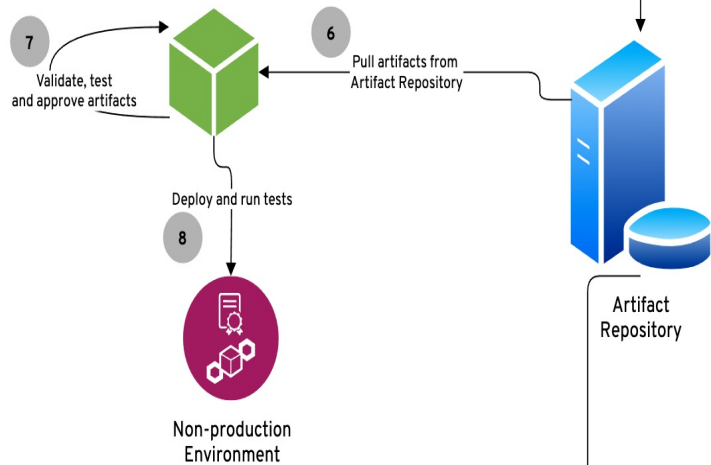 7
Validate, test
and approve artifacts
6
Pull artifacts from
Artifact Repository
Deploy and run tests
8
Artifact
Repository
Non-production
Environment